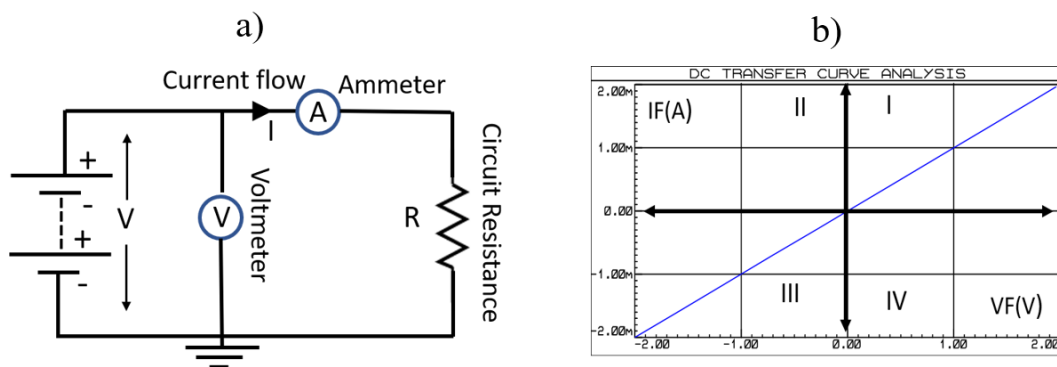 a)
Current flow
Ammeter
A
I
+
-
V
+
-
V
Voltmeter
R
Circuit Resistance
b)
DC TRANSFER CURVE ANALYSIS
2.00M
IF(A)
II
I
1.00M
0.00
-1.00M
III
IV
VF(V)
-2.00M
-2.00
-1.00
0.00
1.00
2.00